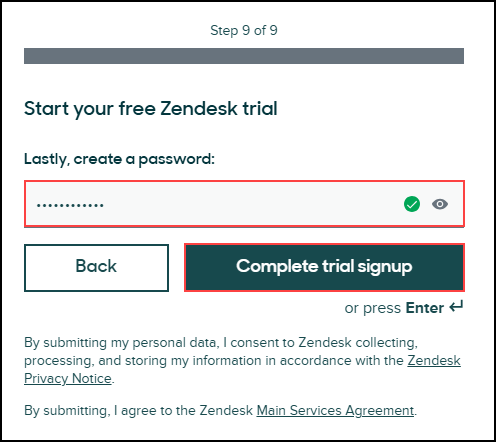 Step 9 of 9
Start your free Zendesk trial
Lastly, create a password:
••••••••••••
Back
Complete trial signup
or press Enter ↵
By submitting my personal data, I consent to Zendesk collecting,
processing, and storing my information in accordance with the Zendesk
Privacy Notice.
By submitting, I agree to the Zendesk Main Services Agreement.